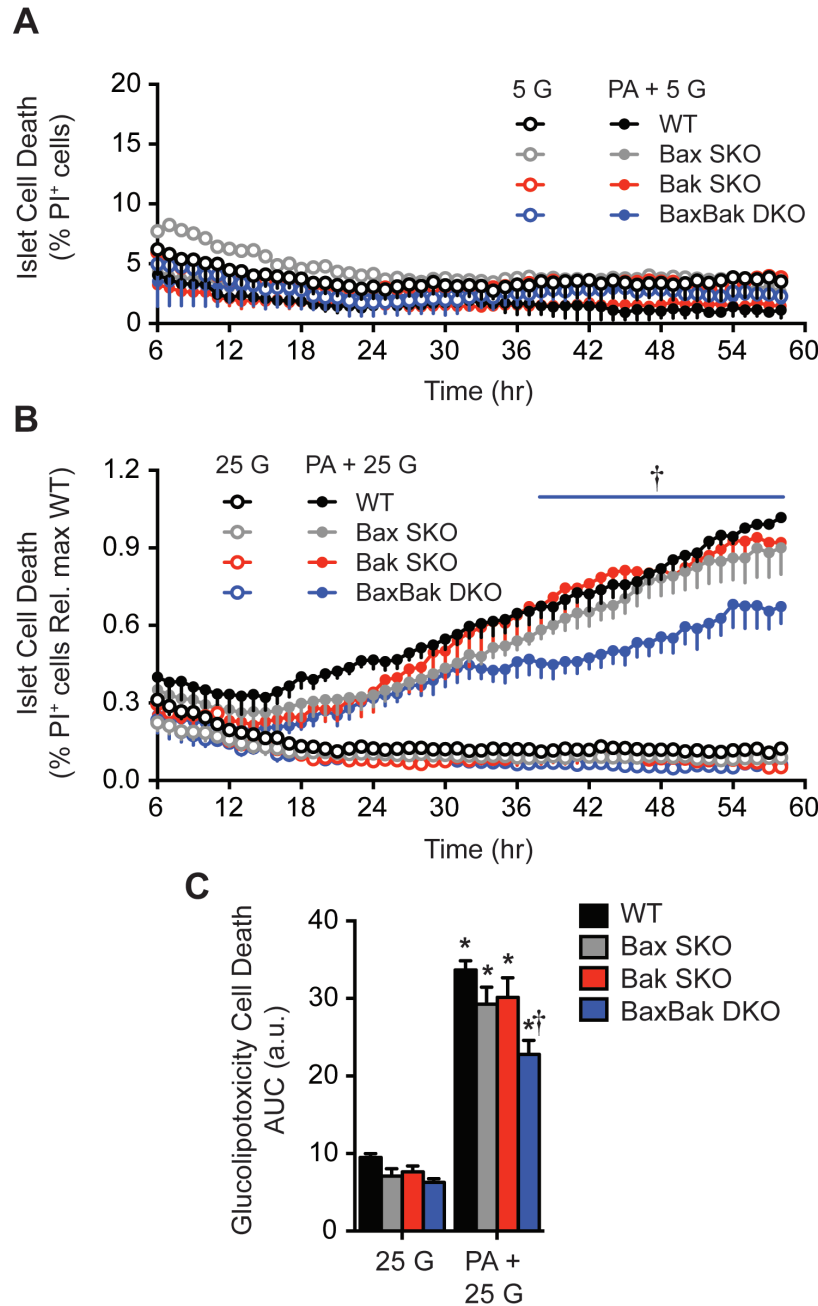 A
Islet Cell Death
(% PI⁺ cells)
20
15
10
5
0
6 12 18 24 30 36 42 48 54 60
Time (hr)
5 G PA + 5 G
WT
Bax SKO
Bak SKO
BaxBak DKO
B
Islet Cell Death
(% PI⁺ cells Rel. max WT)
1.2
0.9
0.6
0.3
0.0
6 12 18 24 30 36 42 48 54 60
Time (hr)
25 G PA + 25 G
WT
Bax SKO
Bak SKO
BaxBak DKO
†
C
Glucolipotoxicity Cell Death
AUC (a.u.)
40
30
20
10
0
* * * *†
25 G PA +
25 G
WT
Bax SKO
Bak SKO
BaxBak DKO